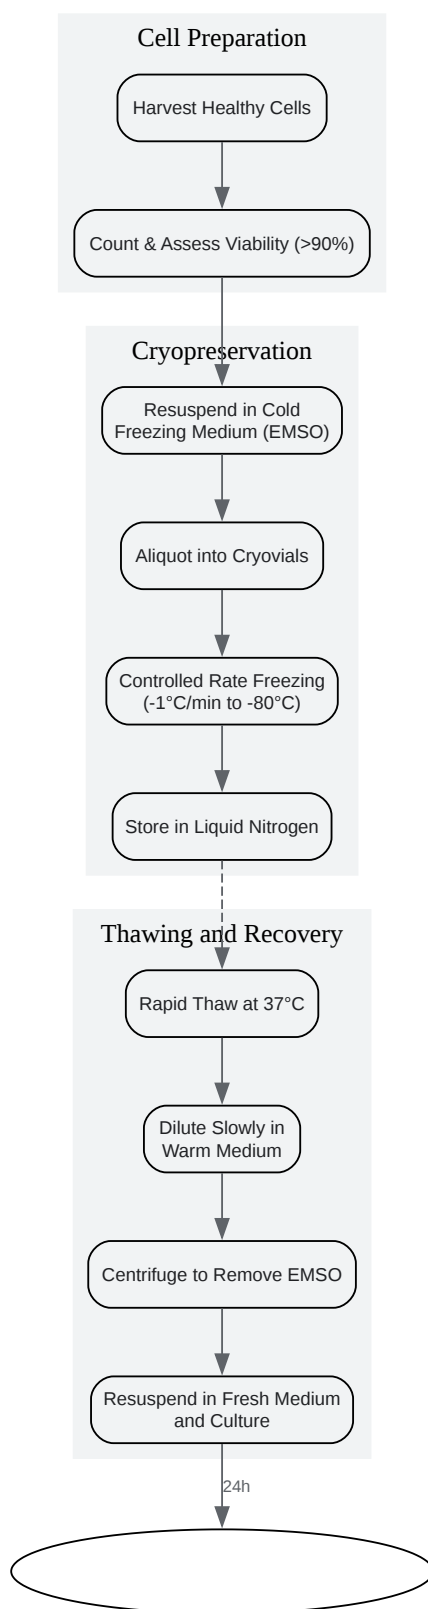 Cell Preparation
Harvest Healthy Cells
Count & Assess Viability (>90%)
Cryopreservation
Resuspend in Cold
Freezing Medium (EMSO)
Aliquot into Cryovials
Controlled Rate Freezing
(-1°C/min to -80°C)
Store in Liquid Nitrogen
Thawing and Recovery
Rapid Thaw at 37°C
Dilute Slowly in
Warm Medium
Centrifuge to Remove EMSO
Resuspend in Fresh Medium
and Culture
24h